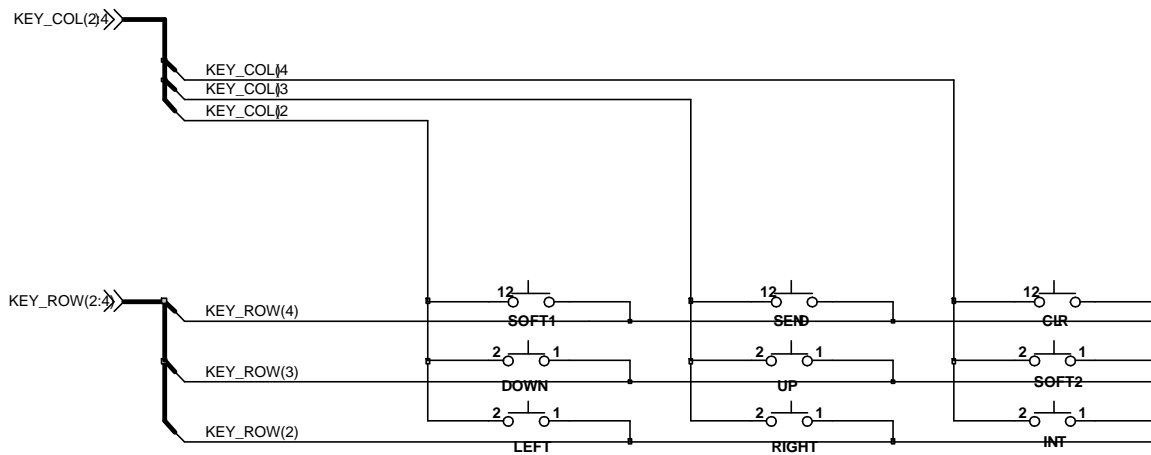 KEY_COL(2:4)
KEY_COL()4
KEY_COL()3
KEY_COL()2
KEY_ROW(2:4)
12 12 12
KEY_ROW(4)
SOFT1 SEND CLR
2 1 2 1 2 1
KEY_ROW(3)
DOWN UP SOFT2
2 1 2 1 2 1
KEY_ROW(2)
LEFT RIGHT INT